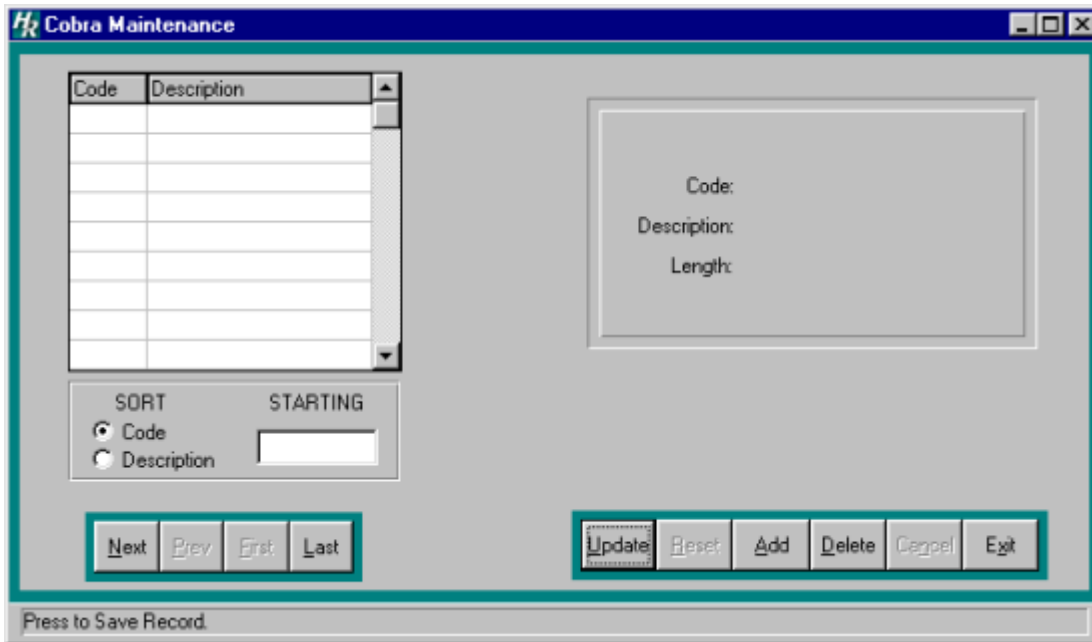 HR Cobra Maintenance
Code Description
Code:
Description:
Length:
SORT STARTING
Code
Description
Next Prev First Last
Update Reset Add Delete Cancel Exit
Press to Save Record.